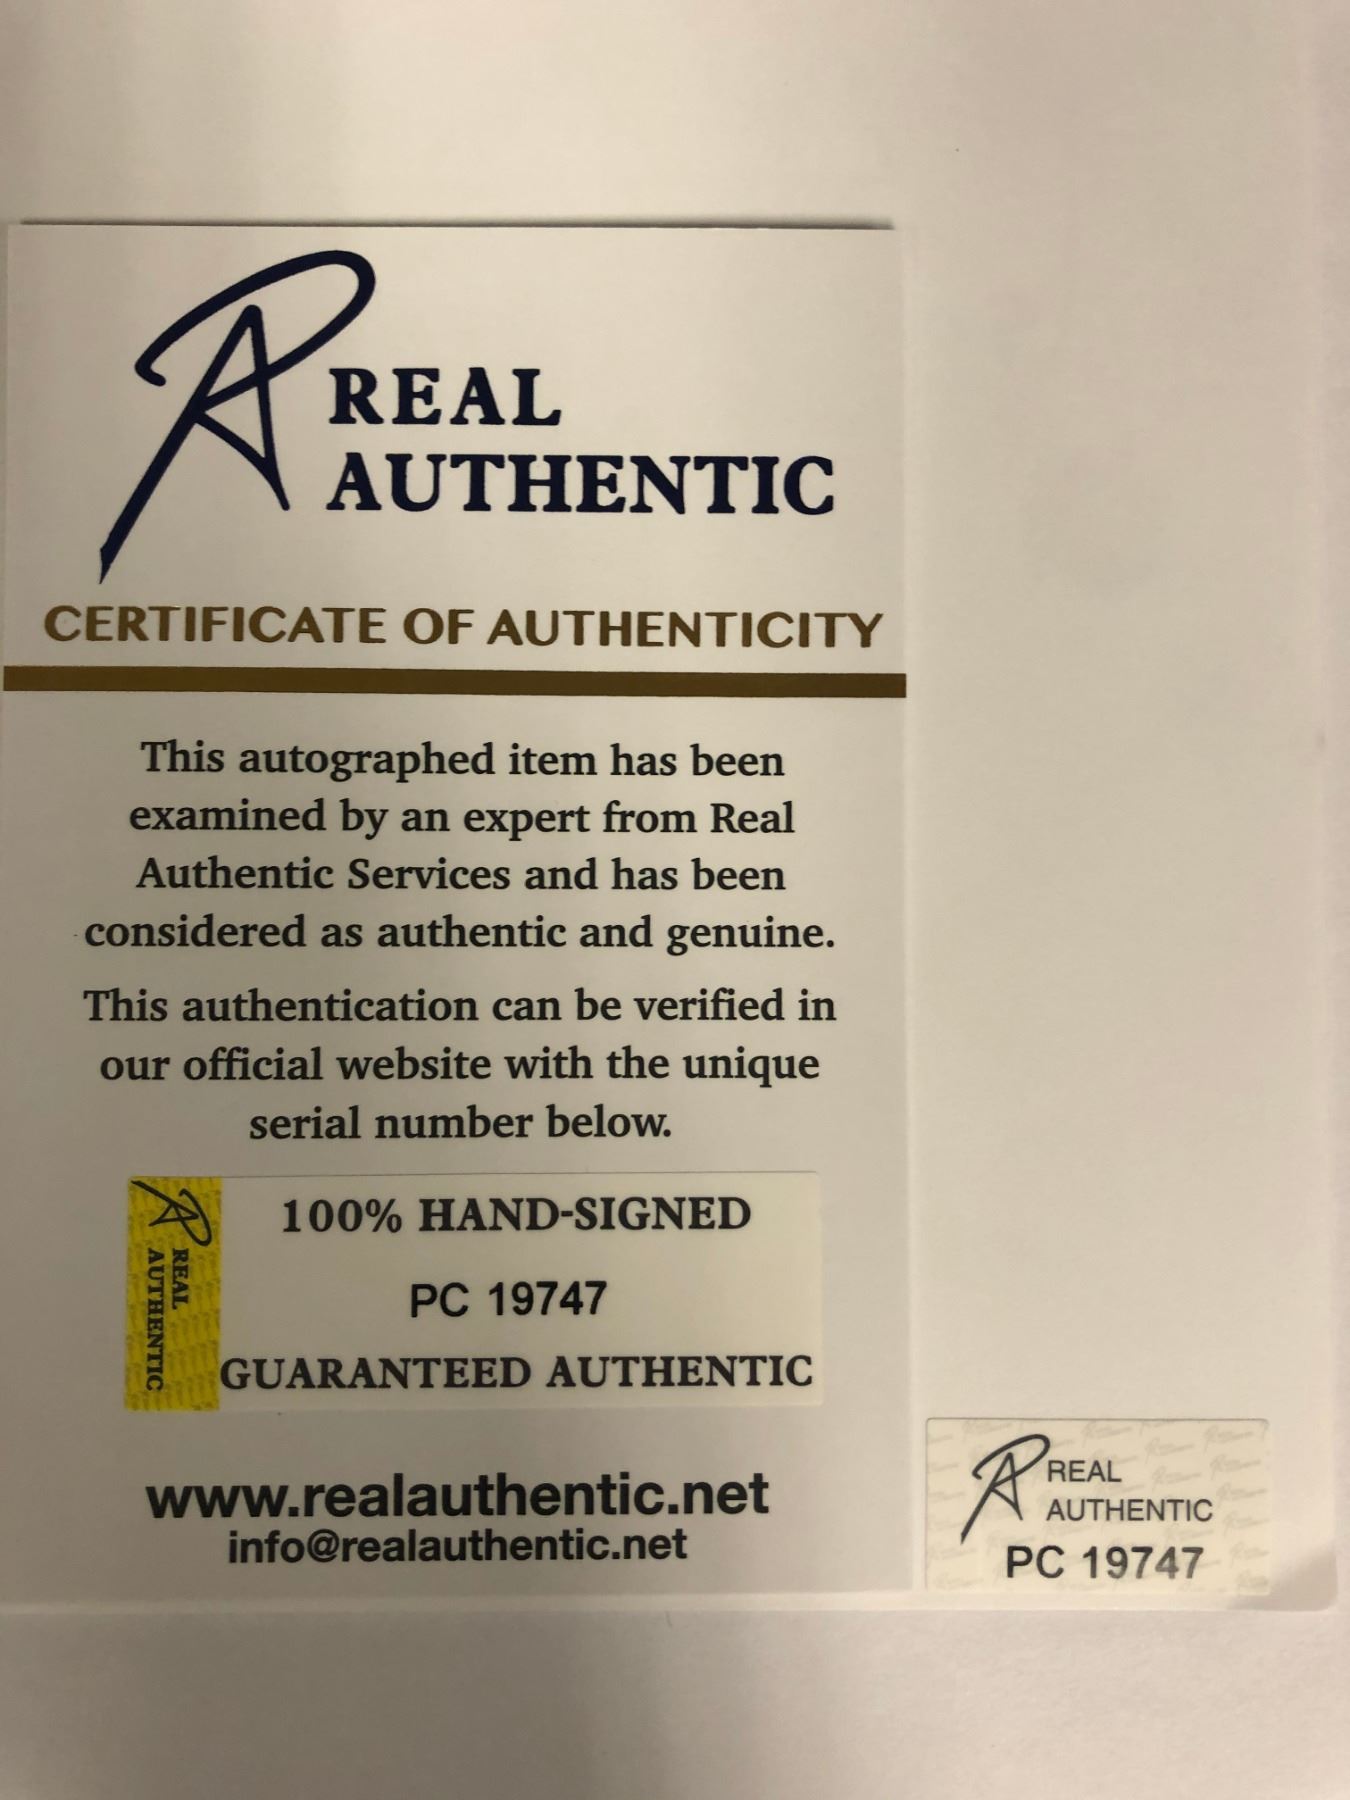 REAL
AUTHENTIC
CERTIFICATE OF AUTHENTICITY
This autographed item has been
examined by an expert from Real
Authentic Services and has been
considered as authentic and genuine.
This authentication can be verified in
our official website with the unique
serial number below.
REAL
AUTHENTIC
100% HAND-SIGNED
PC 19747
GUARANTEED AUTHENTIC
www.realauthentic.net
info@realauthentic.net
REAL
AUTHENTIC
PC 19747